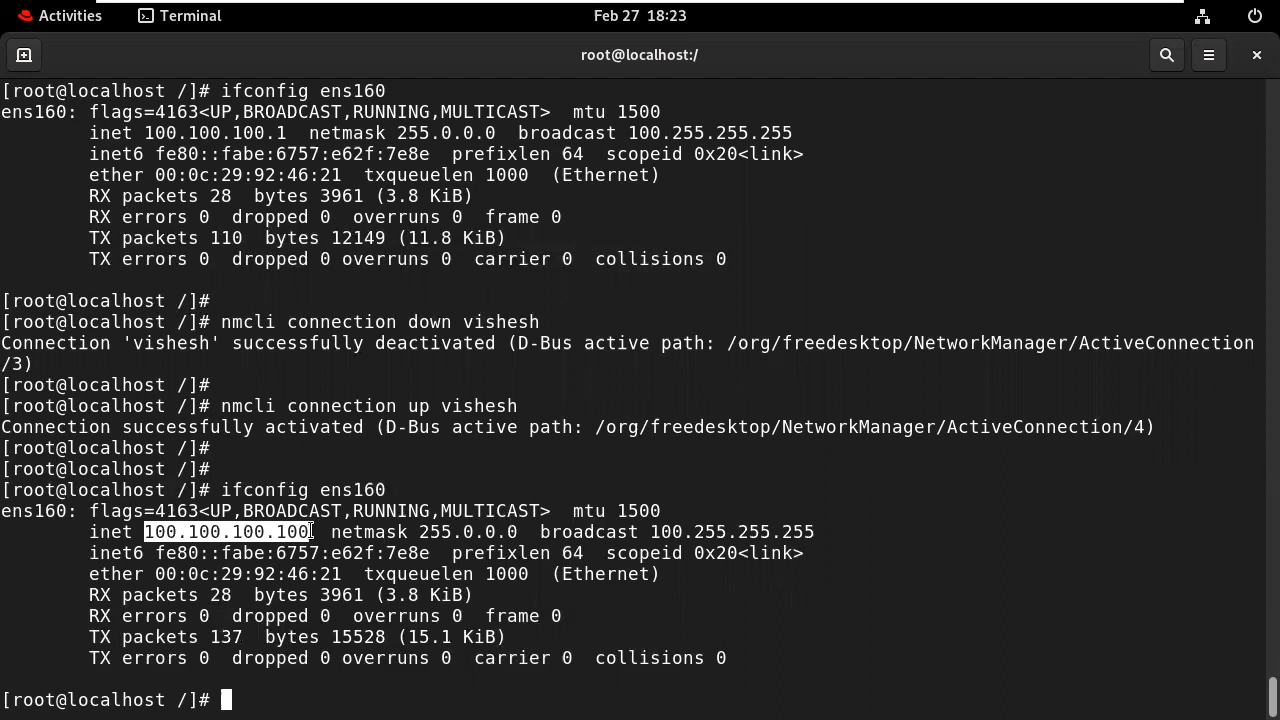 Activities Terminal Feb 27 18:23
root@localhost:/
[root@localhost /]# ifconfig ens160
ens160: flags=4163<UP,BROADCAST,RUNNING,MULTICAST>  mtu 1500
        inet 100.100.100.1  netmask 255.0.0.0  broadcast 100.255.255.255
        inet6 fe80::fabe:6757:e62f:7e8e  prefixlen 64  scopeid 0x20<link>
        ether 00:0c:29:92:46:21  txqueuelen 1000  (Ethernet)
        RX packets 28  bytes 3961 (3.8 KiB)
        RX errors 0  dropped 0  overruns 0  frame 0
        TX packets 110  bytes 12149 (11.8 KiB)
        TX errors 0  dropped 0 overruns 0  carrier 0  collisions 0
[root@localhost /]#
[root@localhost /]# nmcli connection down vishesh
Connection 'vishesh' successfully deactivated (D-Bus active path: /org/freedesktop/NetworkManager/ActiveConnection
/3)
[root@localhost /]#
[root@localhost /]# nmcli connection up vishesh
Connection successfully activated (D-Bus active path: /org/freedesktop/NetworkManager/ActiveConnection/4)
[root@localhost /]#
[root@localhost /]#
[root@localhost /]# ifconfig ens160
ens160: flags=4163<UP,BROADCAST,RUNNING,MULTICAST>  mtu 1500
        inet 100.100.100.100  netmask 255.0.0.0  broadcast 100.255.255.255
        inet6 fe80::fabe:6757:e62f:7e8e  prefixlen 64  scopeid 0x20<link>
        ether 00:0c:29:92:46:21  txqueuelen 1000  (Ethernet)
        RX packets 28  bytes 3961 (3.8 KiB)
        RX errors 0  dropped 0  overruns 0  frame 0
        TX packets 137  bytes 15528 (15.1 KiB)
        TX errors 0  dropped 0 overruns 0  carrier 0  collisions 0
[root@localhost /]#